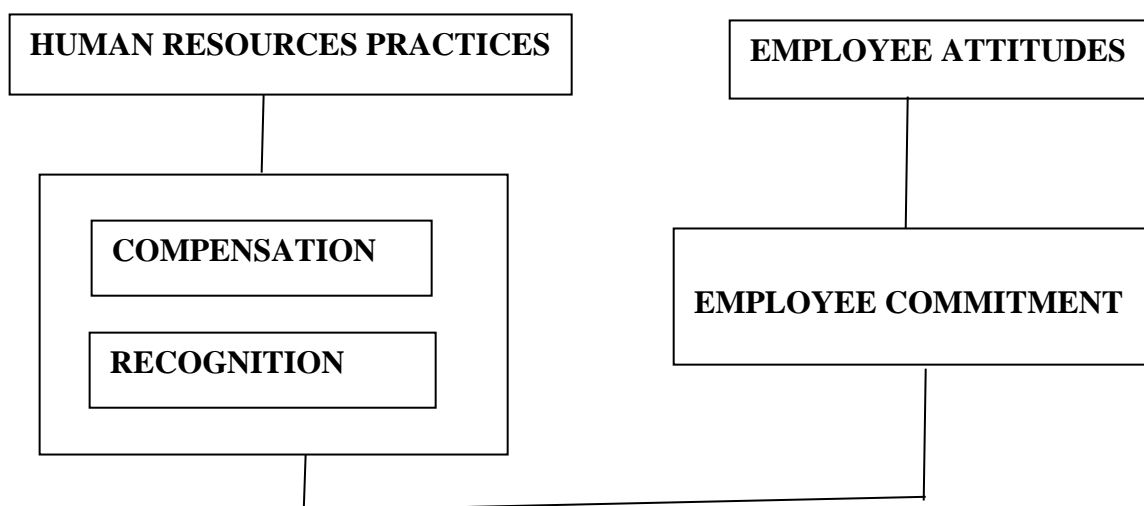 HUMAN RESOURCES PRACTICES
EMPLOYEE ATTITUDES
COMPENSATION
RECOGNITION
EMPLOYEE COMMITMENT